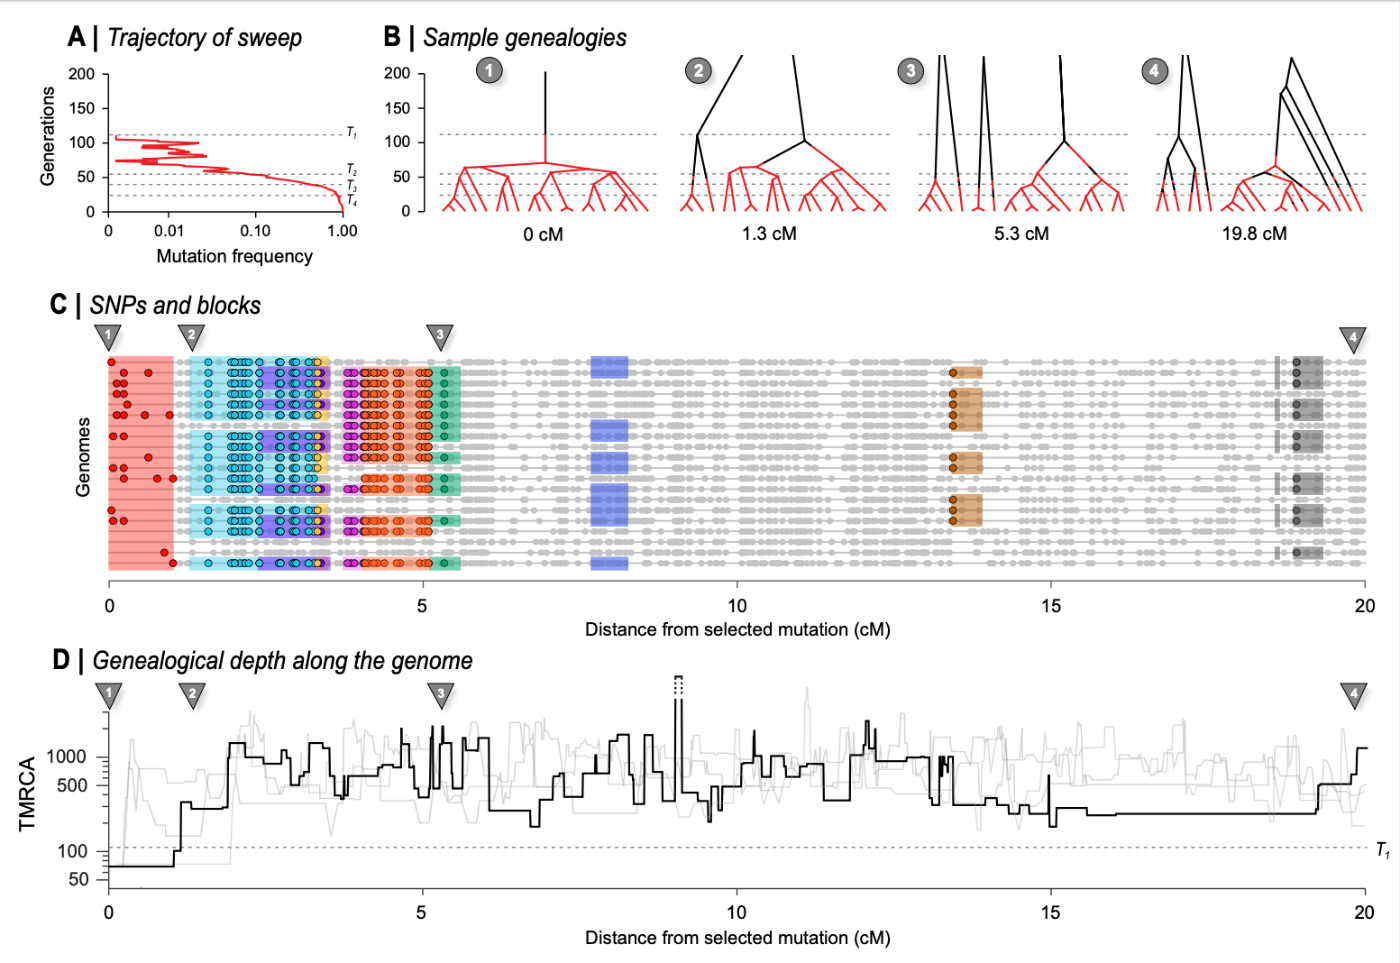 A | Trajectory of sweep
B | Sample genealogies
Generations
200
150
100
50
0
T1
T2
T3
T4
0 0.01 0.10 1.00
Mutation frequency
200
150
100
50
0
1 2 3 4
0 cM 1.3 cM 5.3 cM 19.8 cM
C | SNPs and blocks
1 2 3 4
Genomes
0 5 10 15 20
Distance from selected mutation (cM)
D | Genealogical depth along the genome
1 2 3 4
TMRCA
1000
500
100
50
T1
0 5 10 15 20
Distance from selected mutation (cM)